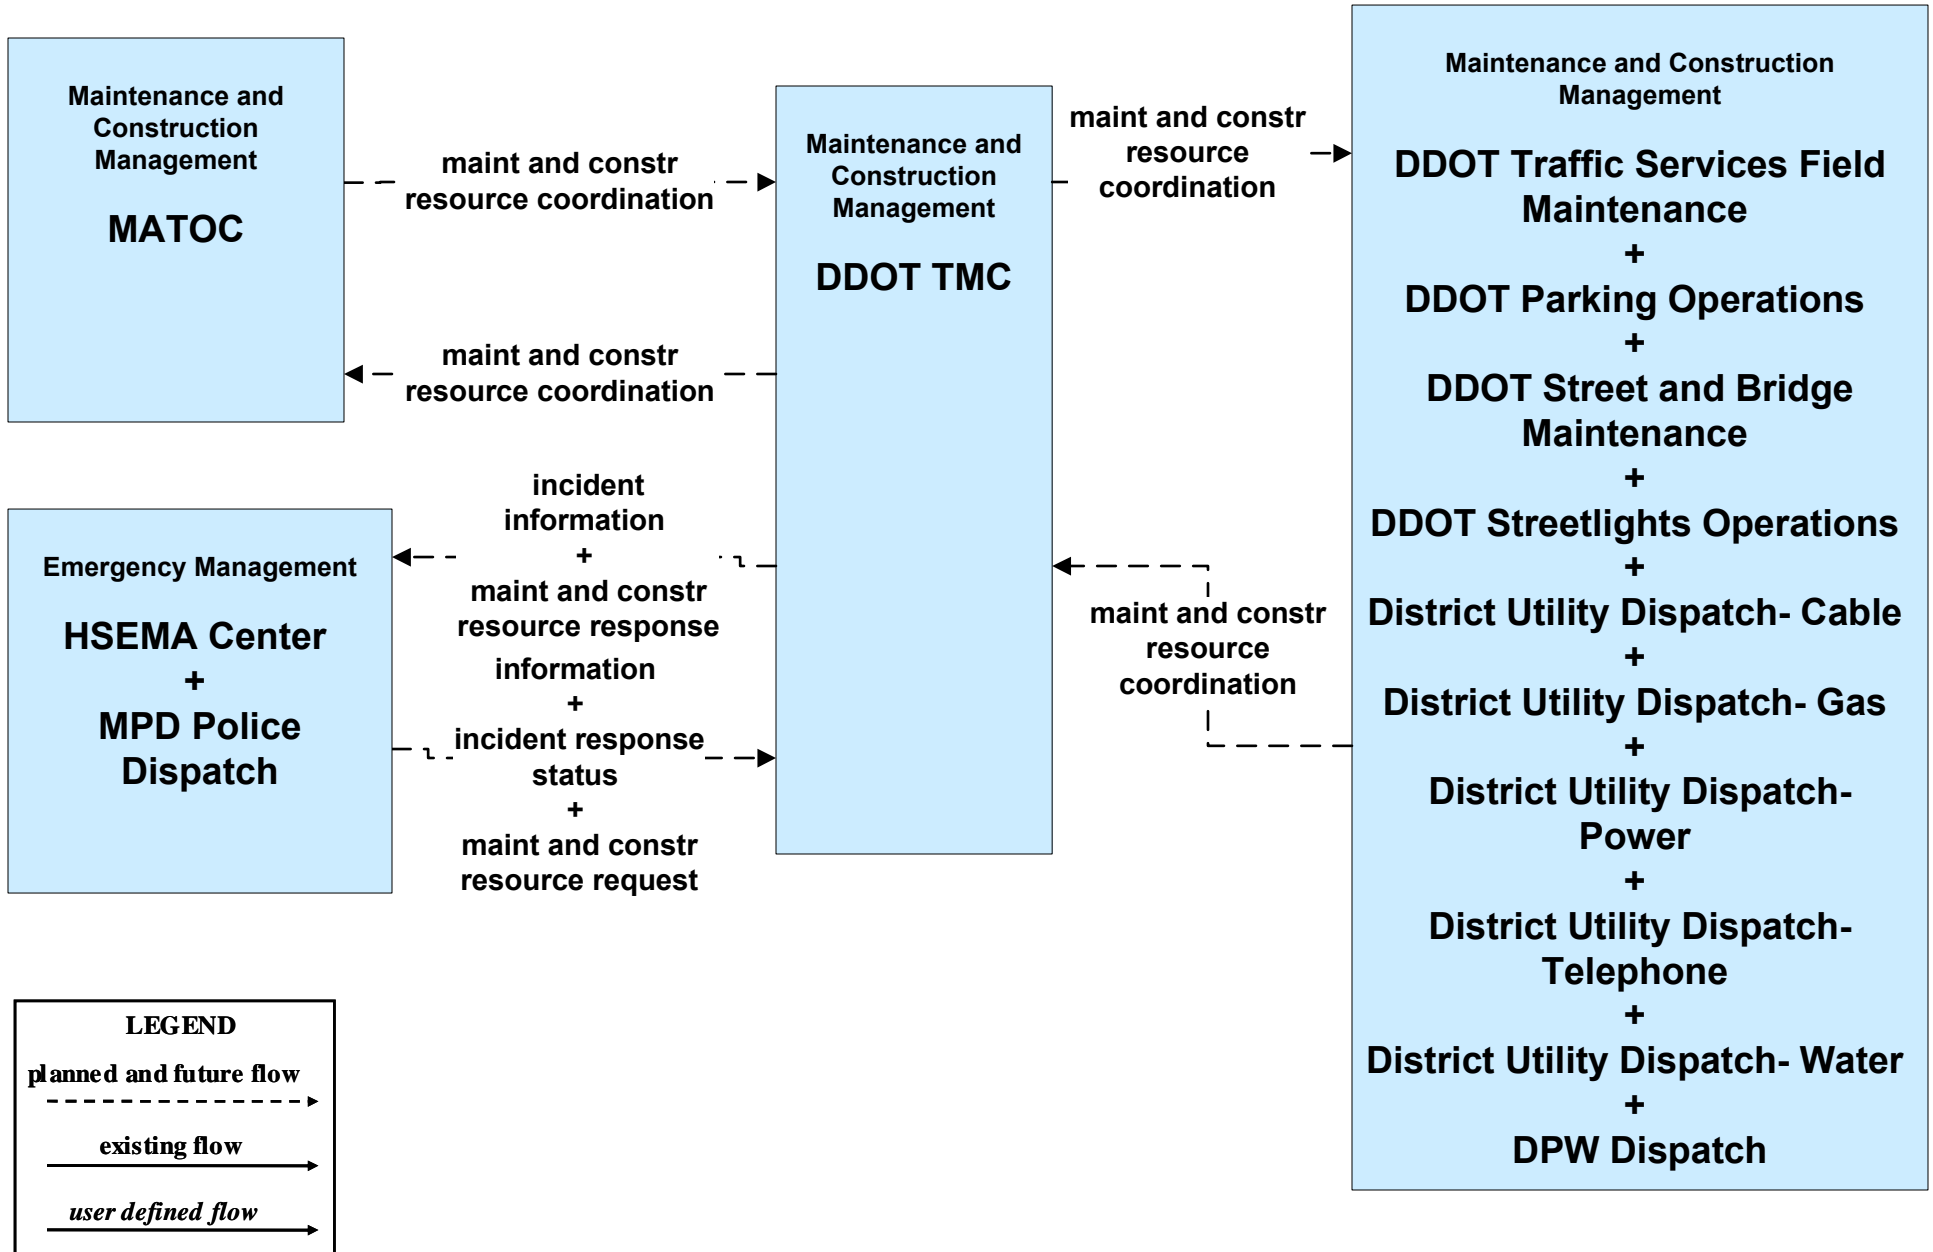 Maintenance and
Construction
Management
MATOC
maint and constr
resource coordination
maint and constr
resource coordination
Emergency Management
HSEMA Center
+
MPD Police
Dispatch
incident
information
+
maint and constr
resource response
information
+
incident response
status
+
maint and constr
resource request
Maintenance and
Construction
Management
DDOT TMC
maint and constr
resource
coordination
maint and constr
resource
coordination
Maintenance and Construction
Management
DDOT Traffic Services Field
Maintenance
+
DDOT Parking Operations
+
DDOT Street and Bridge
Maintenance
+
DDOT Streetlights Operations
+
District Utility Dispatch- Cable
+
District Utility Dispatch- Gas
+
District Utility Dispatch-
Power
+
District Utility Dispatch-
Telephone
+
District Utility Dispatch- Water
+
DPW Dispatch
LEGEND
planned and future flow
existing flow
user defined flow